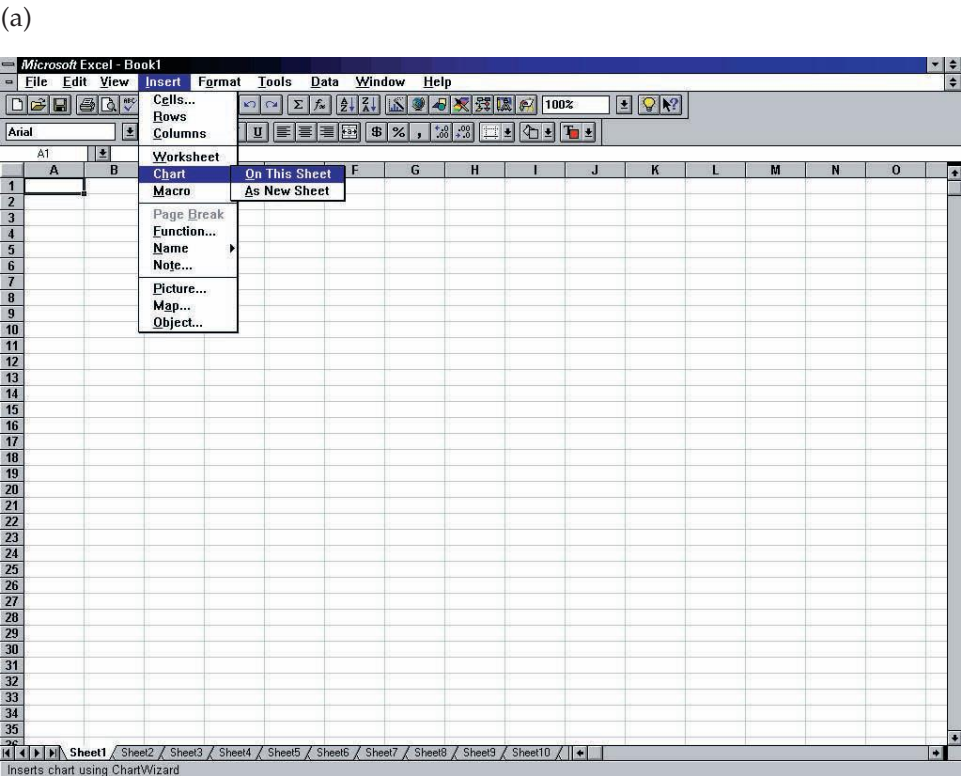 (a)
Microsoft Excel - Book1
File Edit View Insert Format Tools Data Window Help
100%
Arial
A1
Cells...
Rows
Columns
Worksheet
Chart
Macro
Page Break
Function...
Name
Note...
Picture...
Map...
Object...
On This Sheet
As New Sheet
A B F G H I J K L M N O
1
2
3
4
5
6
7
8
9
10
11
12
13
14
15
16
17
18
19
20
21
22
23
24
25
26
27
28
29
30
31
32
33
34
35
Sheet1 Sheet2 Sheet3 Sheet4 Sheet5 Sheet6 Sheet7 Sheet8 Sheet9 Sheet10
Inserts chart using ChartWizard